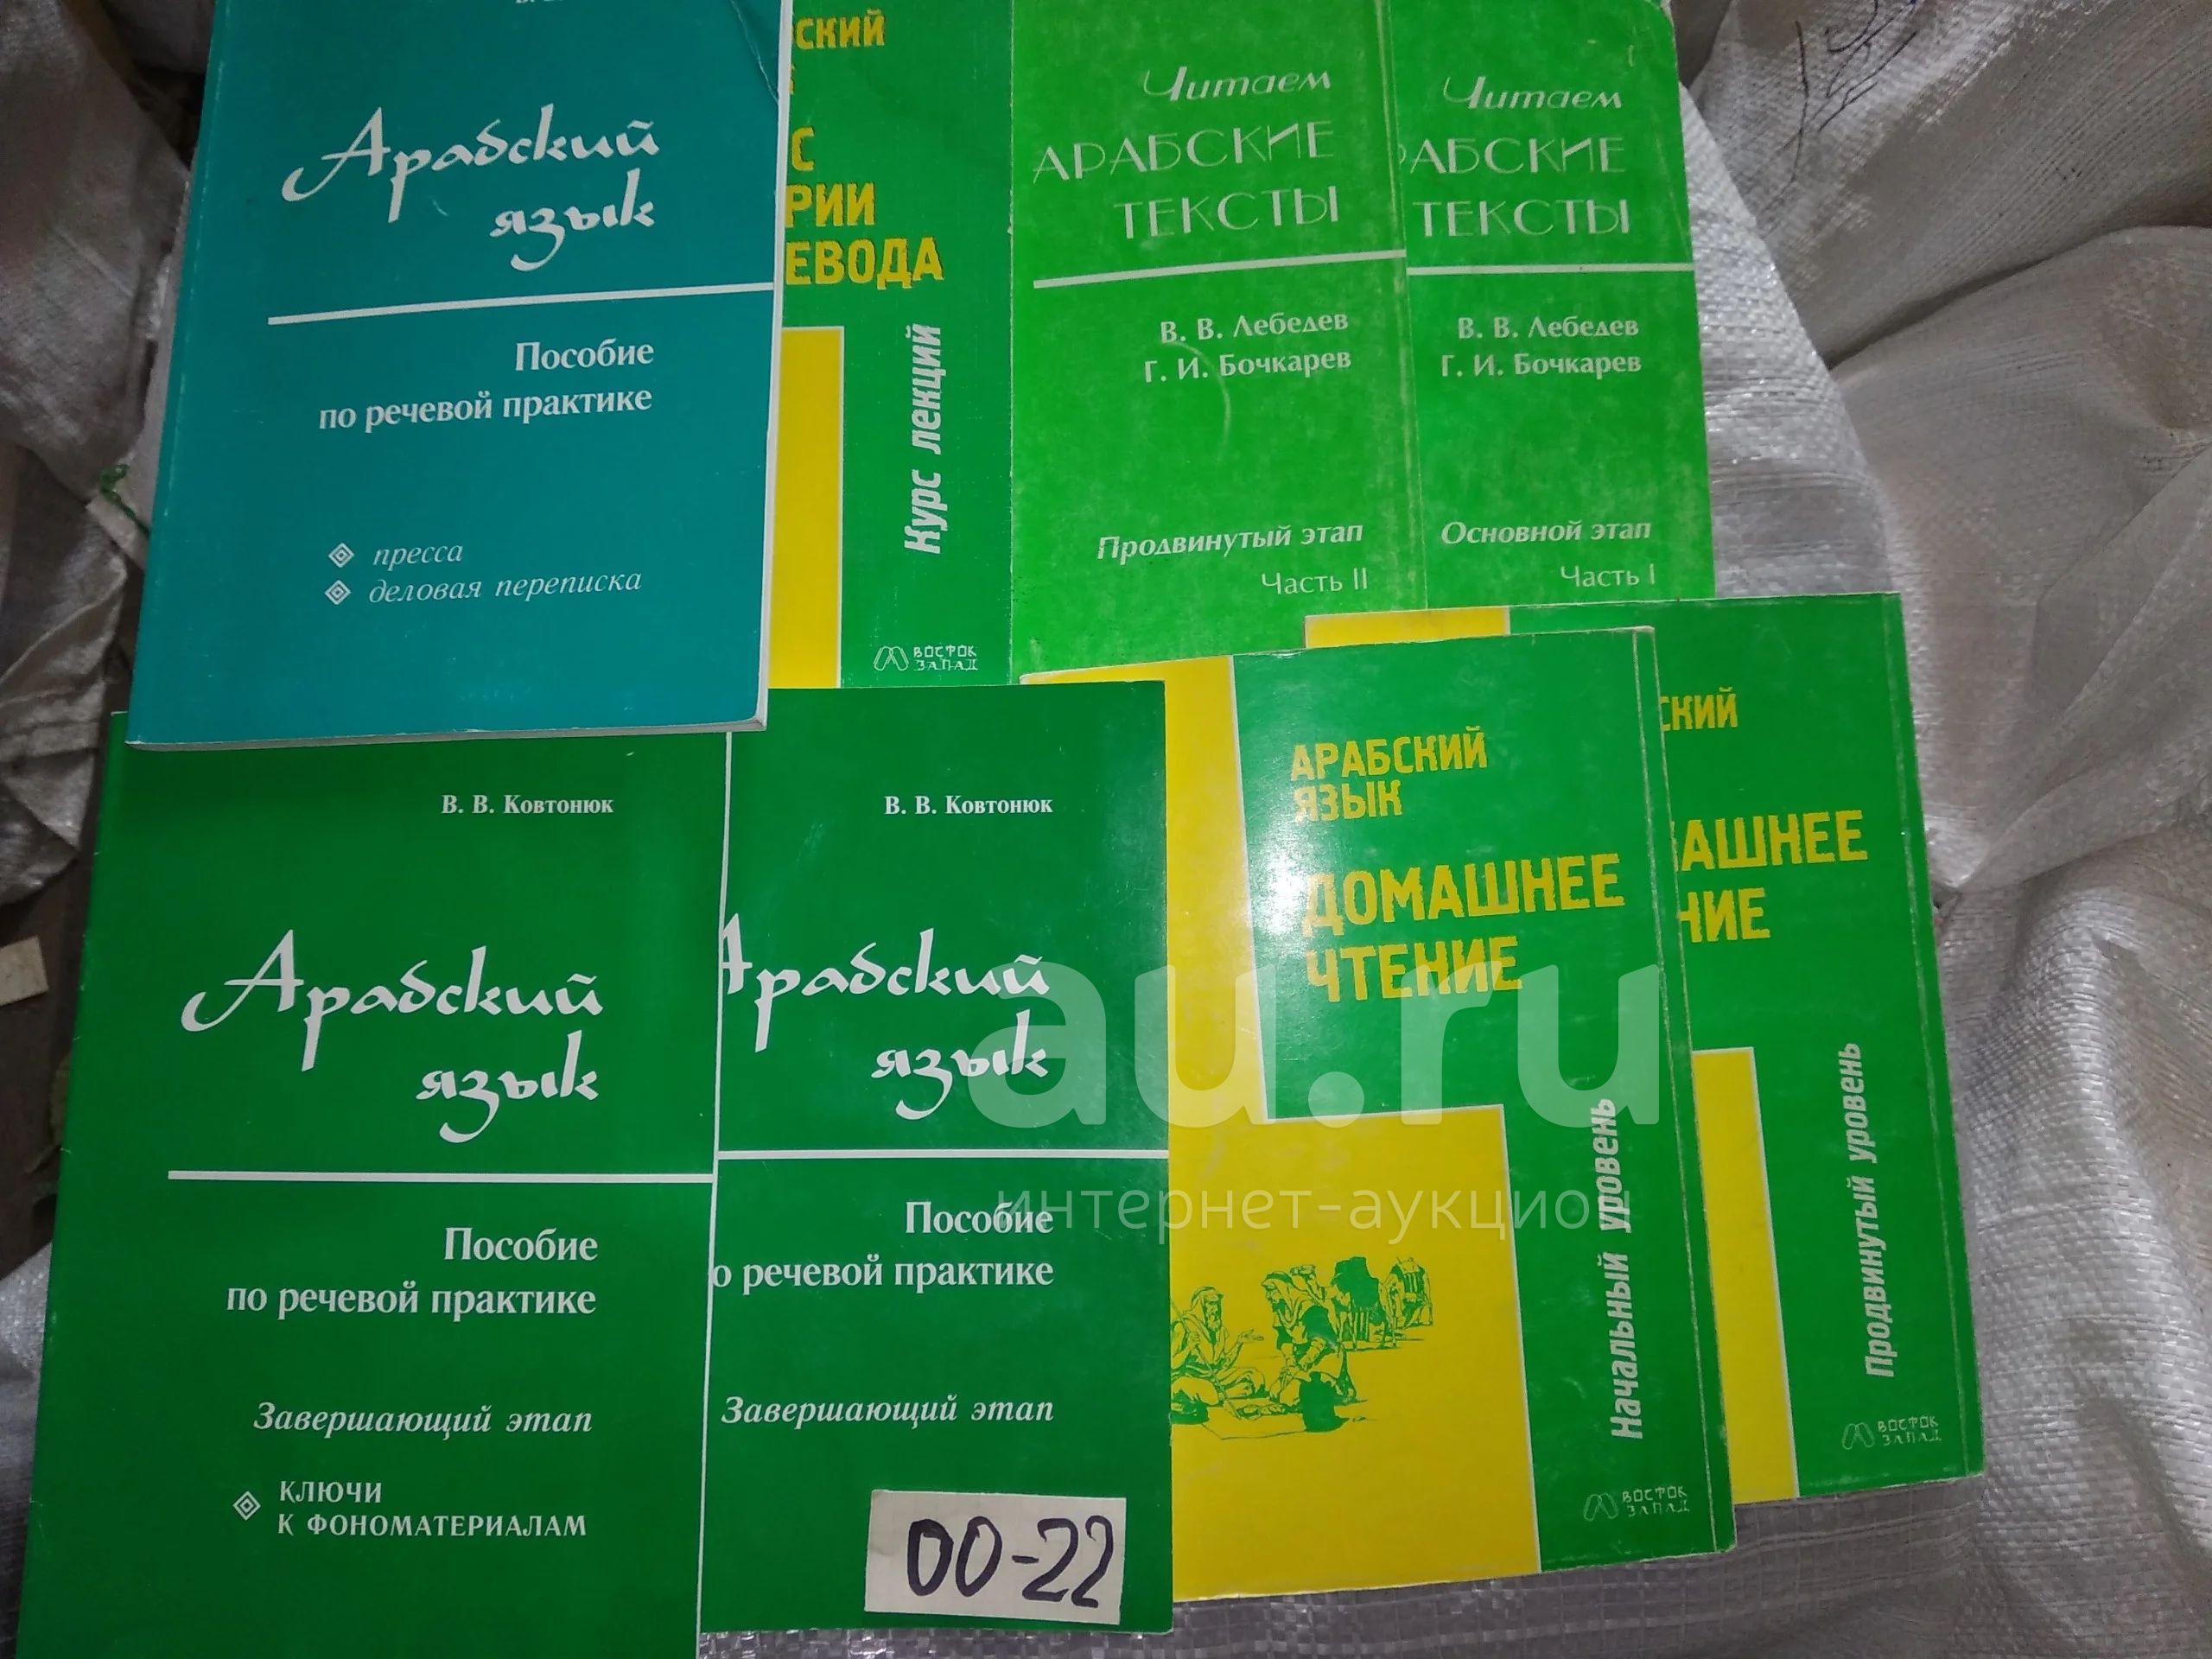 Арабский
язык
Пособие
по речевой практике
пресса
деловая переписка
СКИЙ
С
РИИ
ЕВОДА
Курс лекций
ВОСТОК
ЗАПАД
Читаем
АРАБСКИЕ
ТЕКСТЫ
В. В. Лебедев
Г. И. Бочкарев
Продвинутый этап
Часть II
Читаем
РАБСКИЕ
ТЕКСТЫ
В. В. Лебедев
Г. И. Бочкарев
Основной этап
Часть I
В. В. Ковтонюк
Арабский
язык
Пособие
по речевой практике
Завершающий этап
КЛЮЧИ
К ФОНОМАТЕРИАЛАМ
В. В. Ковтонюк
Арабский
язык
Пособие
о речевой практике
Завершающий этап
00-22
АРАБСКИЙ
ЯЗЫК
ДОМАШНЕЕ
ЧТЕНИЕ
Начальный уровень
ВОСТОК
ЗАПАД
СКИЙ
МАШНЕЕ
НИЕ
Продвинутый уровень
ВОСТОК
ЗАПАД
au.ru
интернет-аукцион